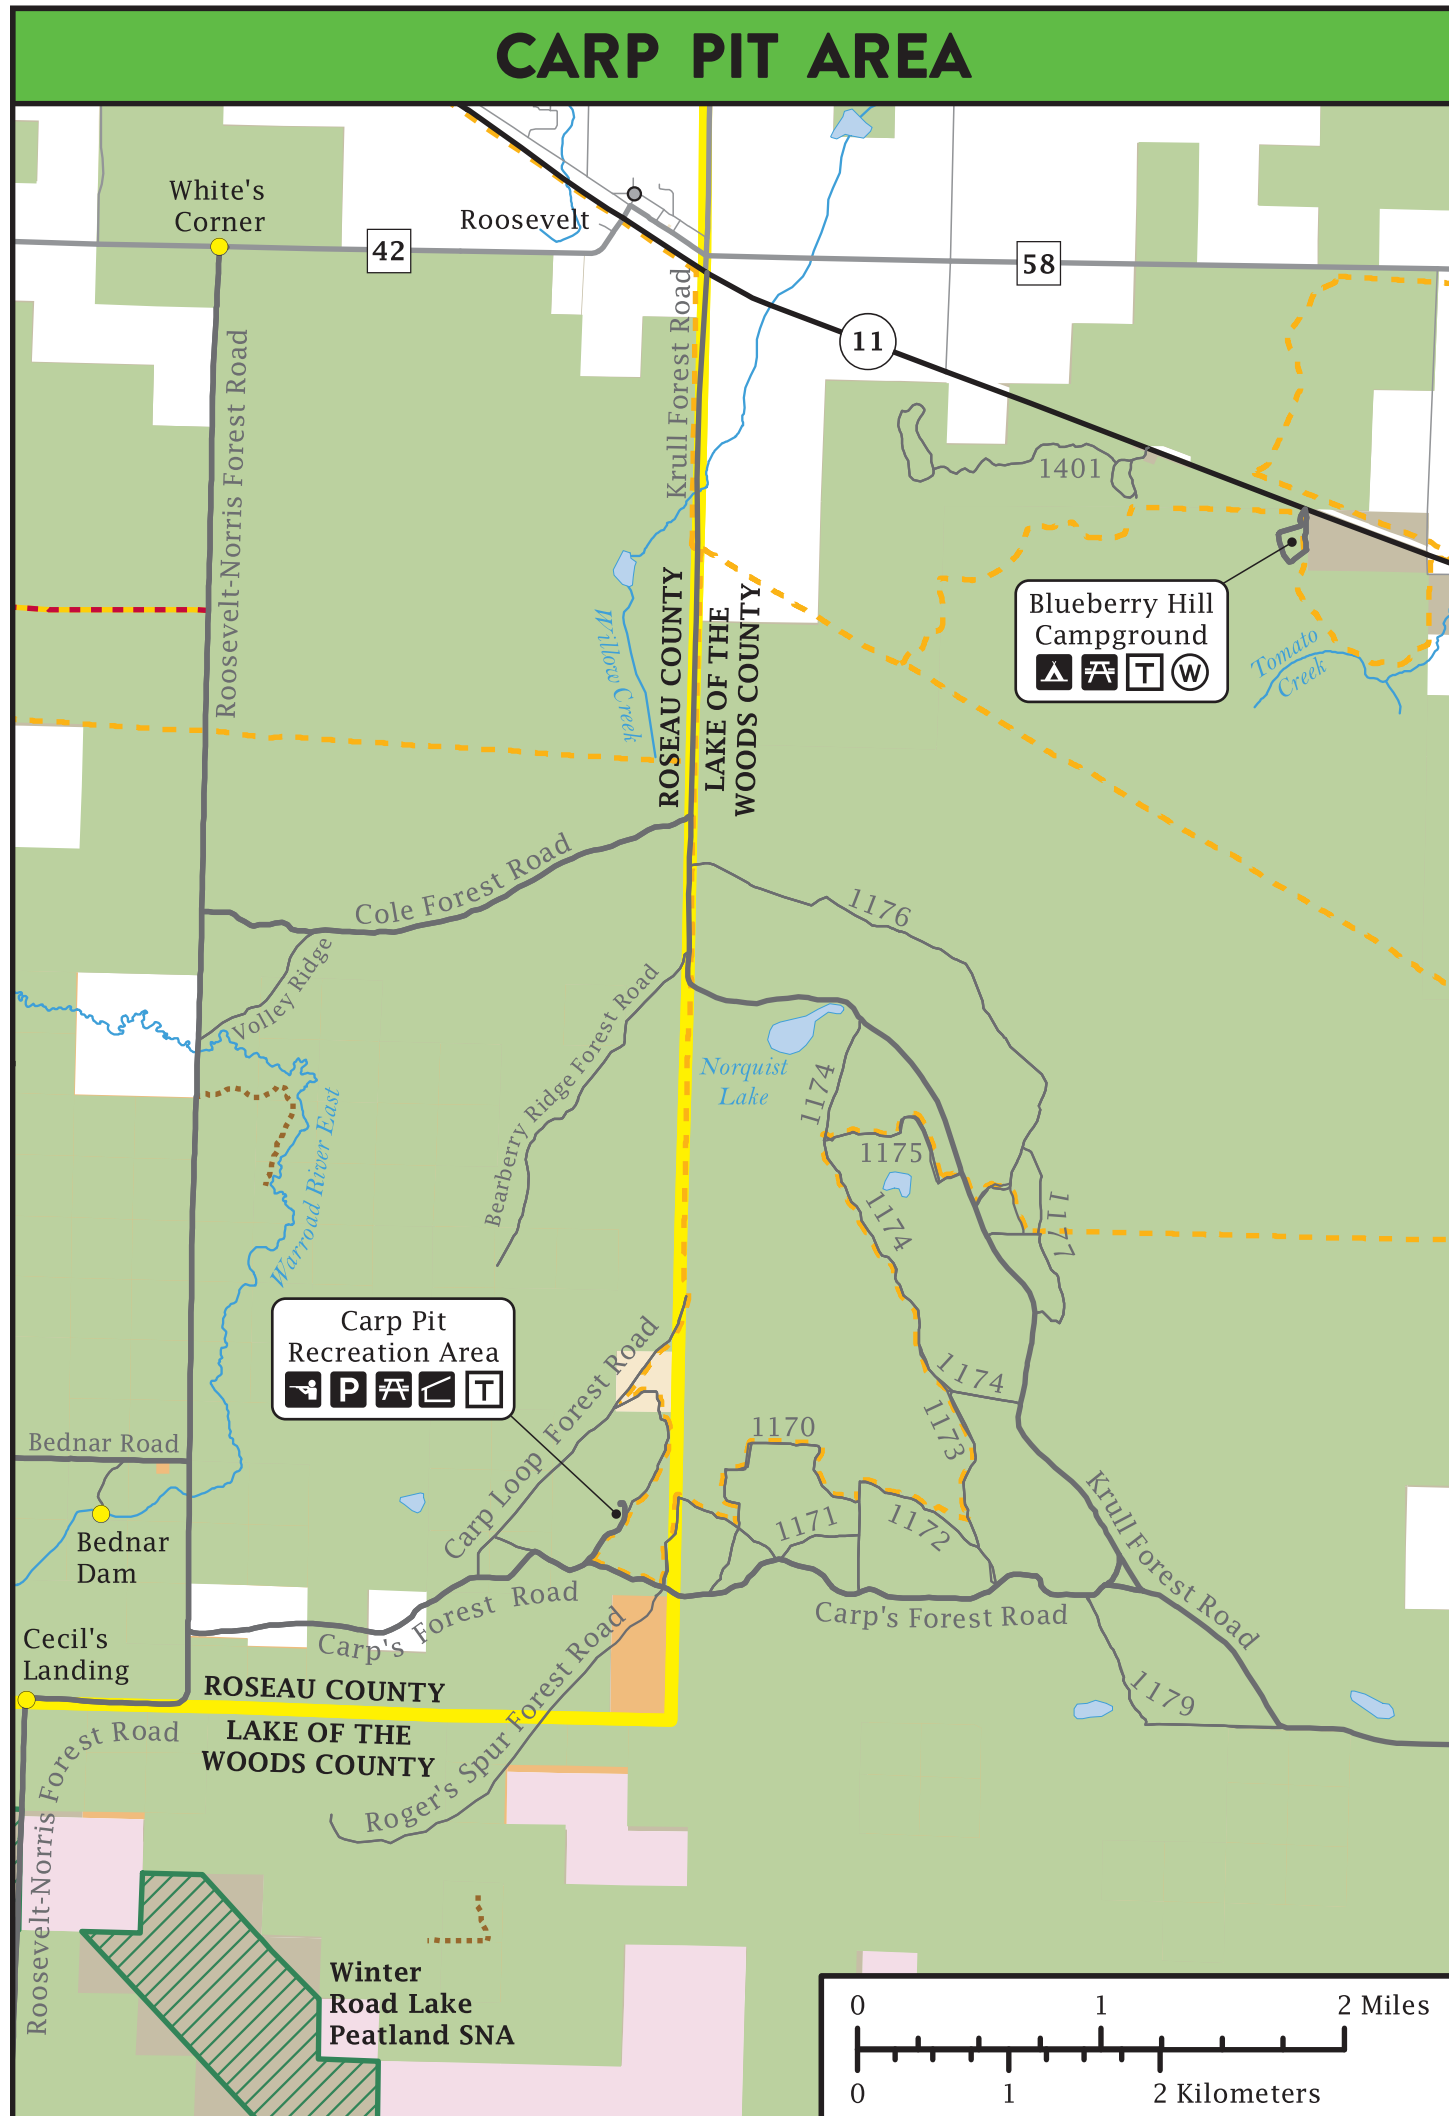 CARP PIT AREA
White's
Corner
Roosevelt
42
58
11
Krull Forest Road
Roosevelt-Norris Forest Road
1401
Blueberry Hill
Campground
T
W
Tomato
Creek
Willow Creek
ROSEAU COUNTY
LAKE OF THE
WOODS COUNTY
Cole Forest Road
1176
Volley Ridge
Bearberry Ridge Forest Road
Norquist
Lake
1174
1175
1174
1177
Warroad River East
Carp Pit
Recreation Area
P
T
1174
1173
Carp Loop Forest Road
1170
1171
1172
Bednar Road
Bednar
Dam
Krull Forest Road
Carp's Forest Road
Carp's Forest Road
Cecil's
Landing
ROSEAU COUNTY
LAKE OF THE
WOODS COUNTY
Roger's Spur Forest Road
1179
Roosevelt-Norris Forest Road
Winter
Road Lake
Peatland SNA
0 1 2 Miles
0 1 2 Kilometers